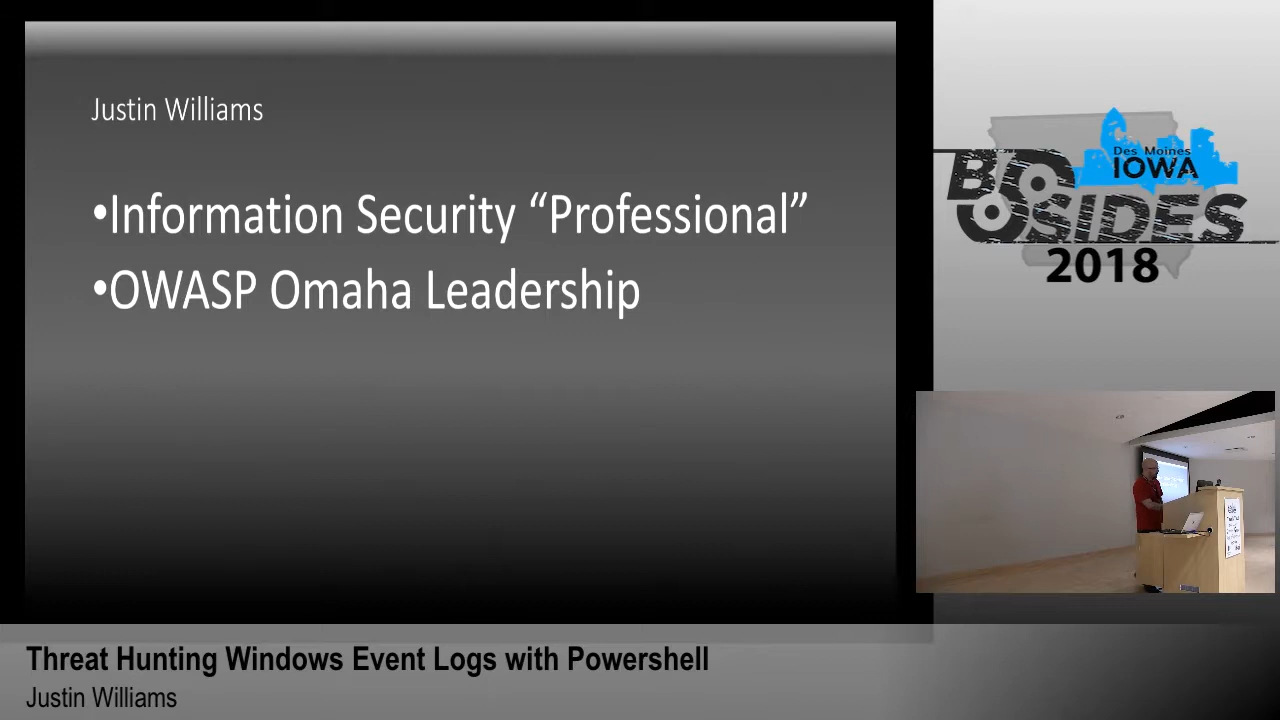 Justin Williams
•Information Security “Professional”
•OWASP Omaha Leadership
Des Moines
IOWA
BSIDES
2018
Threat Hunting Windows Event Logs with Powershell
Justin Williams